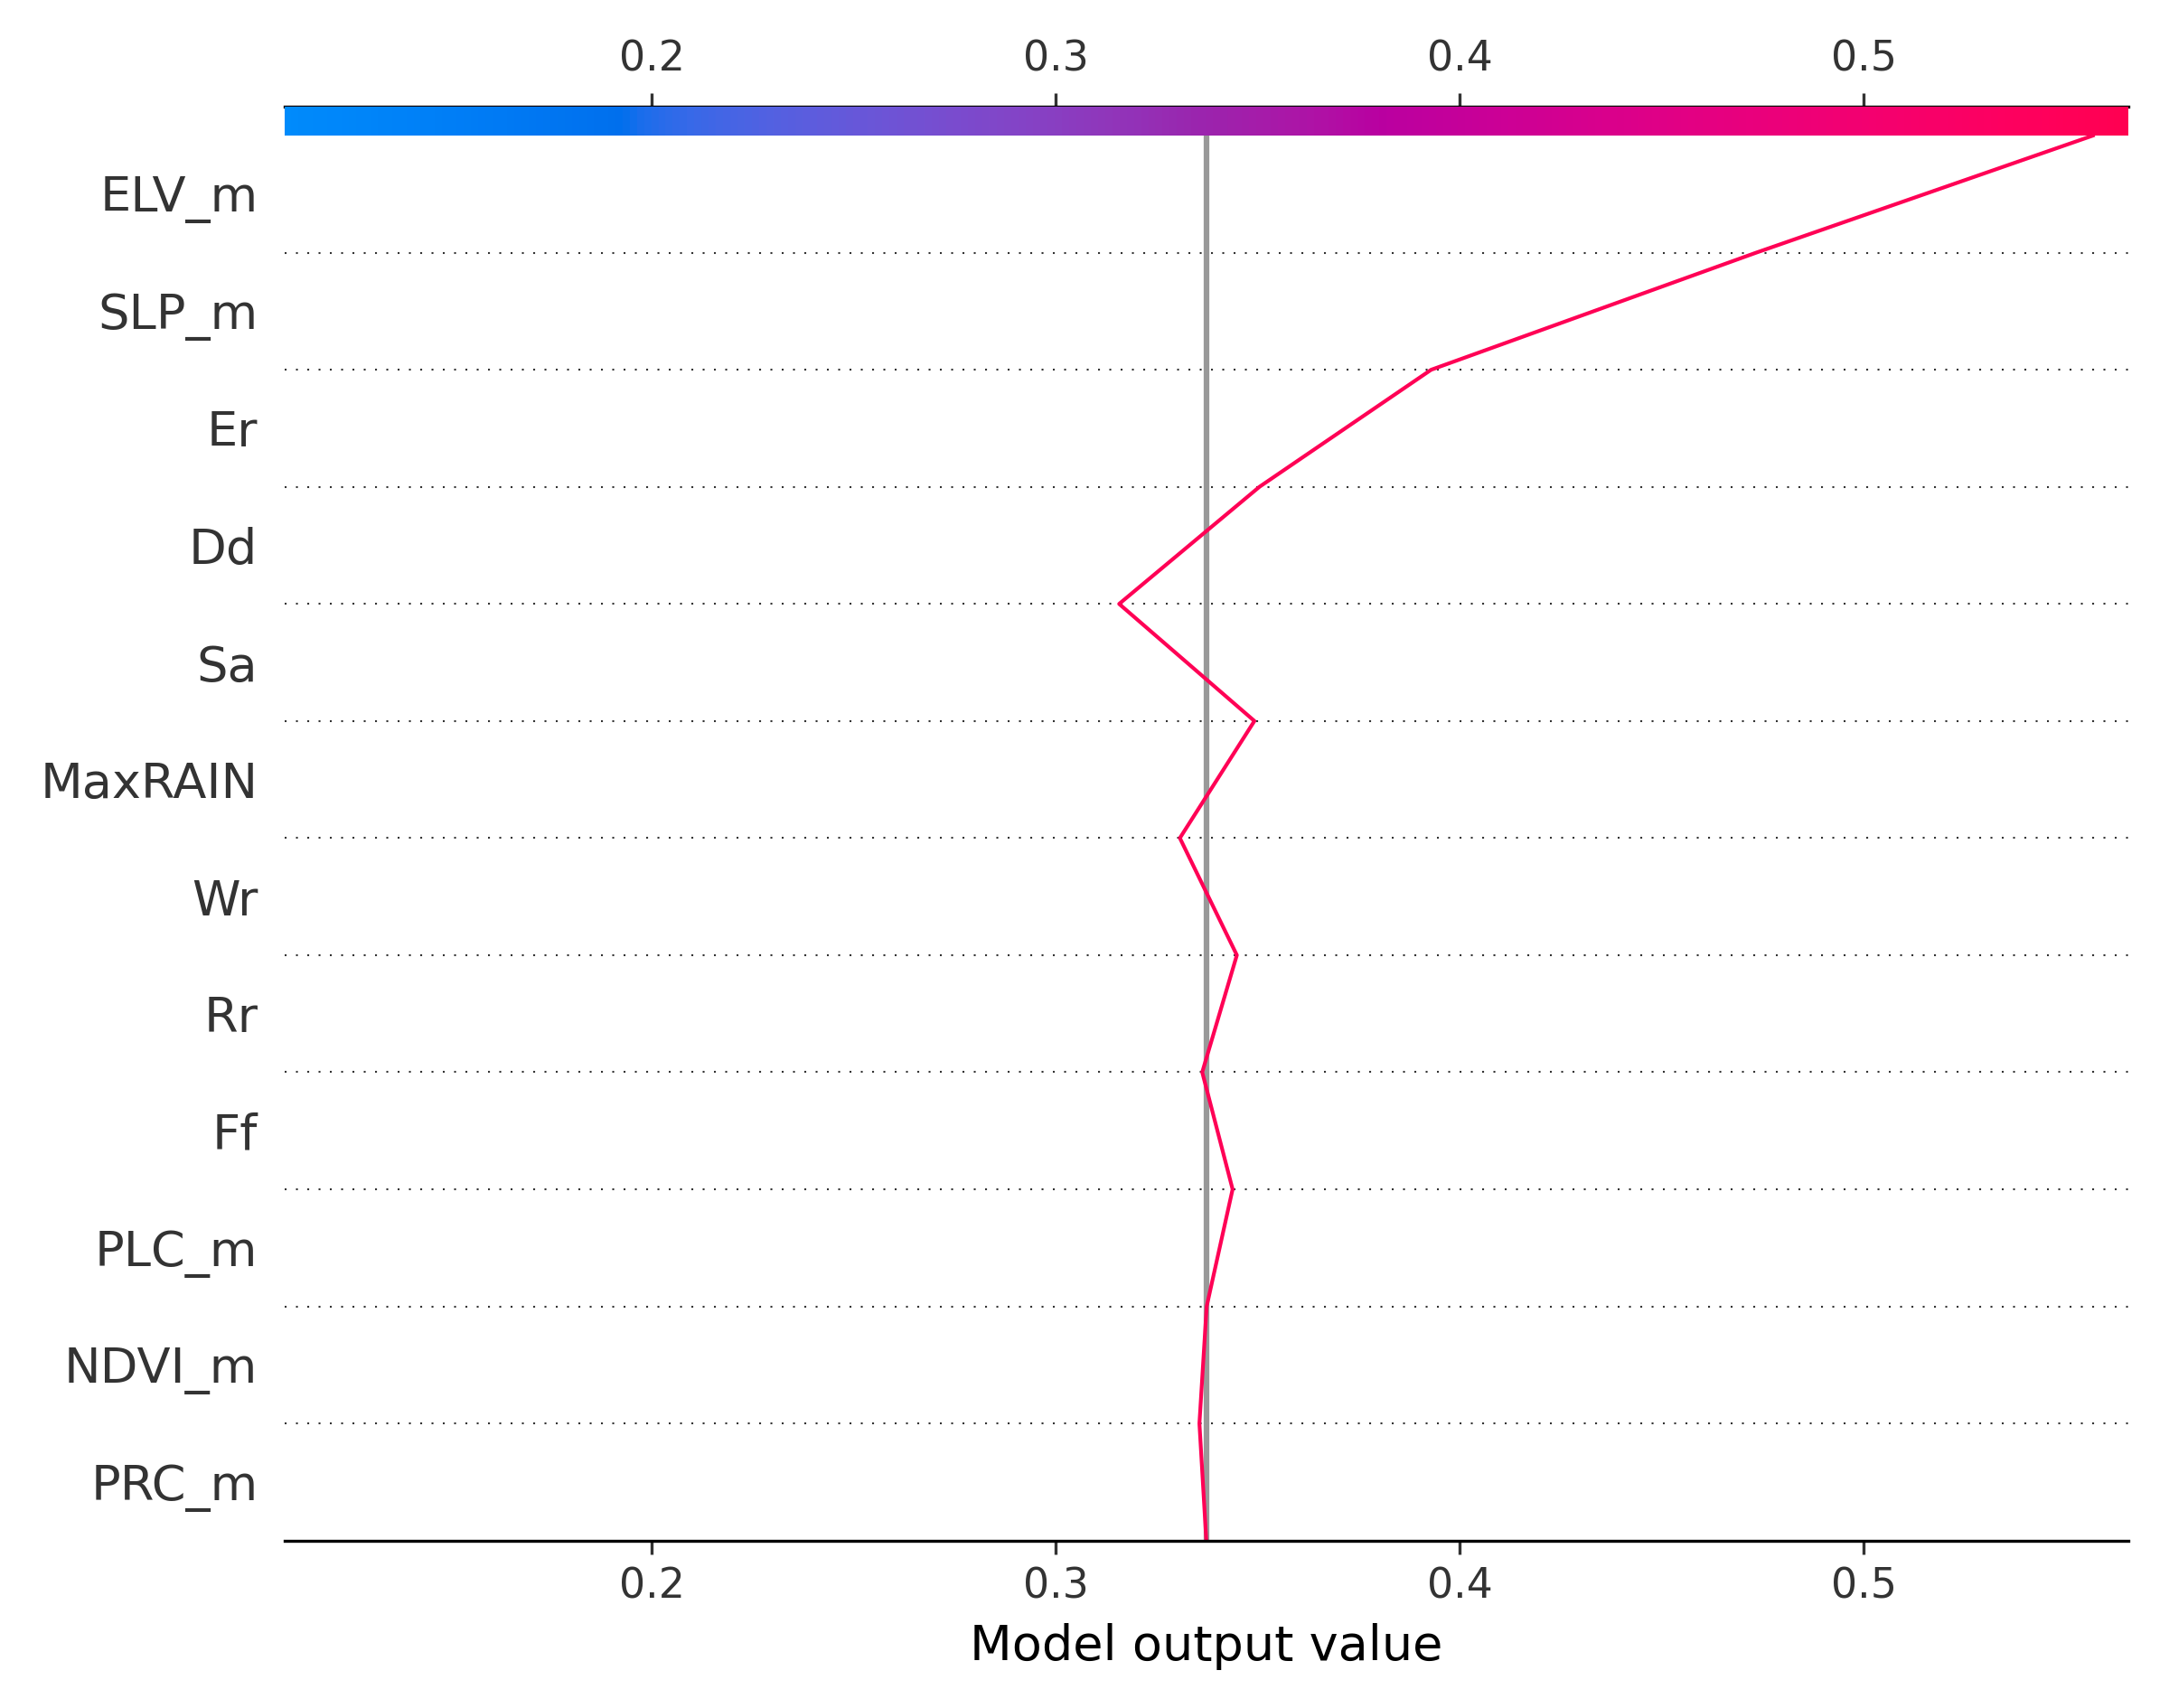 0.2 0.3 0.4 0.5
ELV_m
SLP_m
Er
Dd
Sa
MaxRAIN
Wr
Rr
Ff
PLC_m
NDVI_m
PRC_m
0.2 0.3 0.4 0.5
Model output value